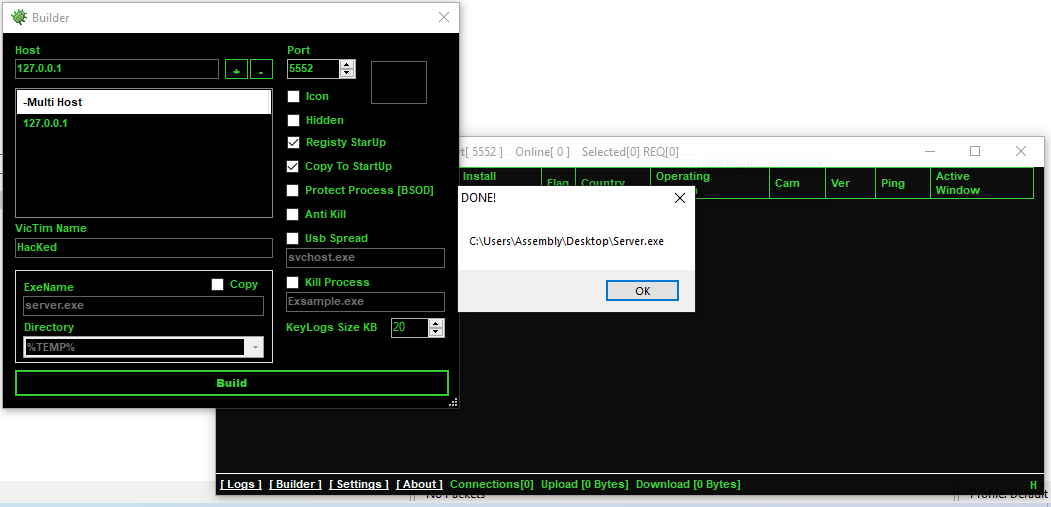 Builder
Host
Port
127.0.0.1
+
-
5552
-Multi Host
127.0.0.1
Icon
Hidden
Registy StarUp
Copy To StartUp
Protect Process [BSOD]
Anti Kill
Usb Spread
svchost.exe
Kill Process
Exsample.exe
KeyLogs Size KB
20
VicTim Name
HacKed
ExeName
Copy
server.exe
Directory
%TEMP%
Build
[ 5552 ] Online[ 0 ] Selected[0] REQ[0]
All interfaces shown
Install
Flag
Country
Operating
Cam
Ver
Ping
Active
Window
DONE!
C:\Users\Assembly\Desktop\Server.exe
OK
[ Logs ] [ Builder ] [ Settings ] [ About ] Connections[0] Upload [0 Bytes] Download [0 Bytes]
H
No Packets
Profile: Default